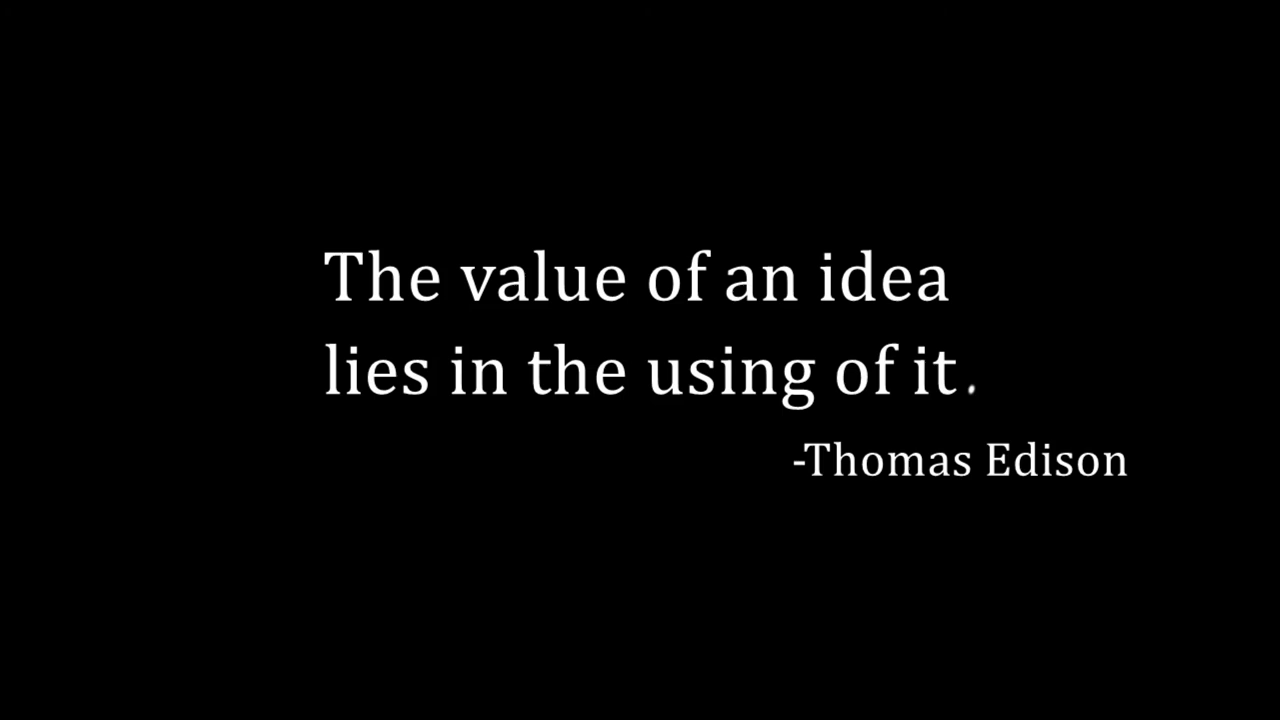 The value of an idea
lies in the using of it.
-Thomas Edison